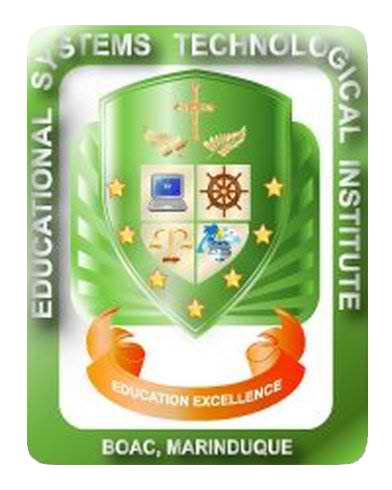 EDUCATIONAL SYSTEMS TECHNOLOGICAL INSTITUTE
EDUCATION EXCELLENCE
BOAC, MARINDUQUE